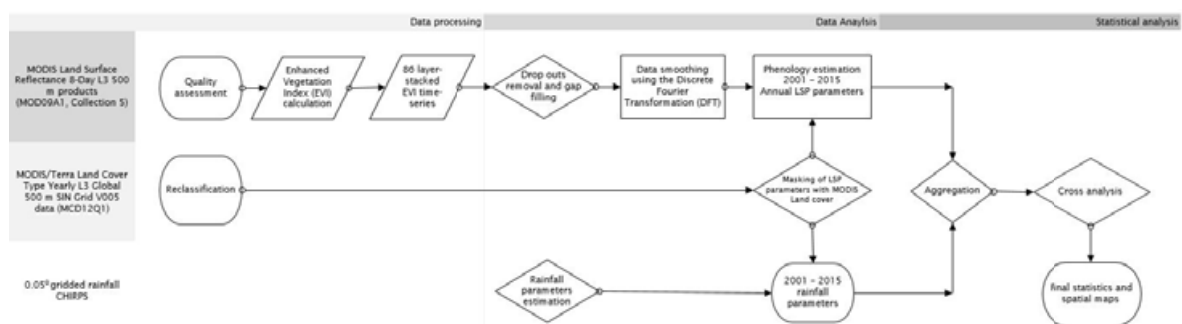 Data processing
Data Anaylsis
Statistical analysis
MODIS Land Surface
Reflectance 8-Day L3 500
m products
(MOD09A1, Collection 5)
Quality
assessment
Enhanced
Vegetation
Index (EVI)
calculation
86 layer-
stacked
EVI time-
series
Drop outs
removal and gap
filling
Data smoothing
using the Discrete
Fourier
Transformation (DFT)
Phenology estimation
2001 - 2015
Annual LSP parameters
MODIS/Terra Land Cover
Type Yearly L3 Global
500 m SIN Grid V005
data (MCD12Q1)
Reclassification
Masking of LSP
parameters with MODIS
Land cover
Aggregation
Cross analysis
0.05⁰ gridded rainfall
CHIRPS
Rainfall
parameters
estimation
2001 - 2015
rainfall
parameters
final statistics and
spatial maps